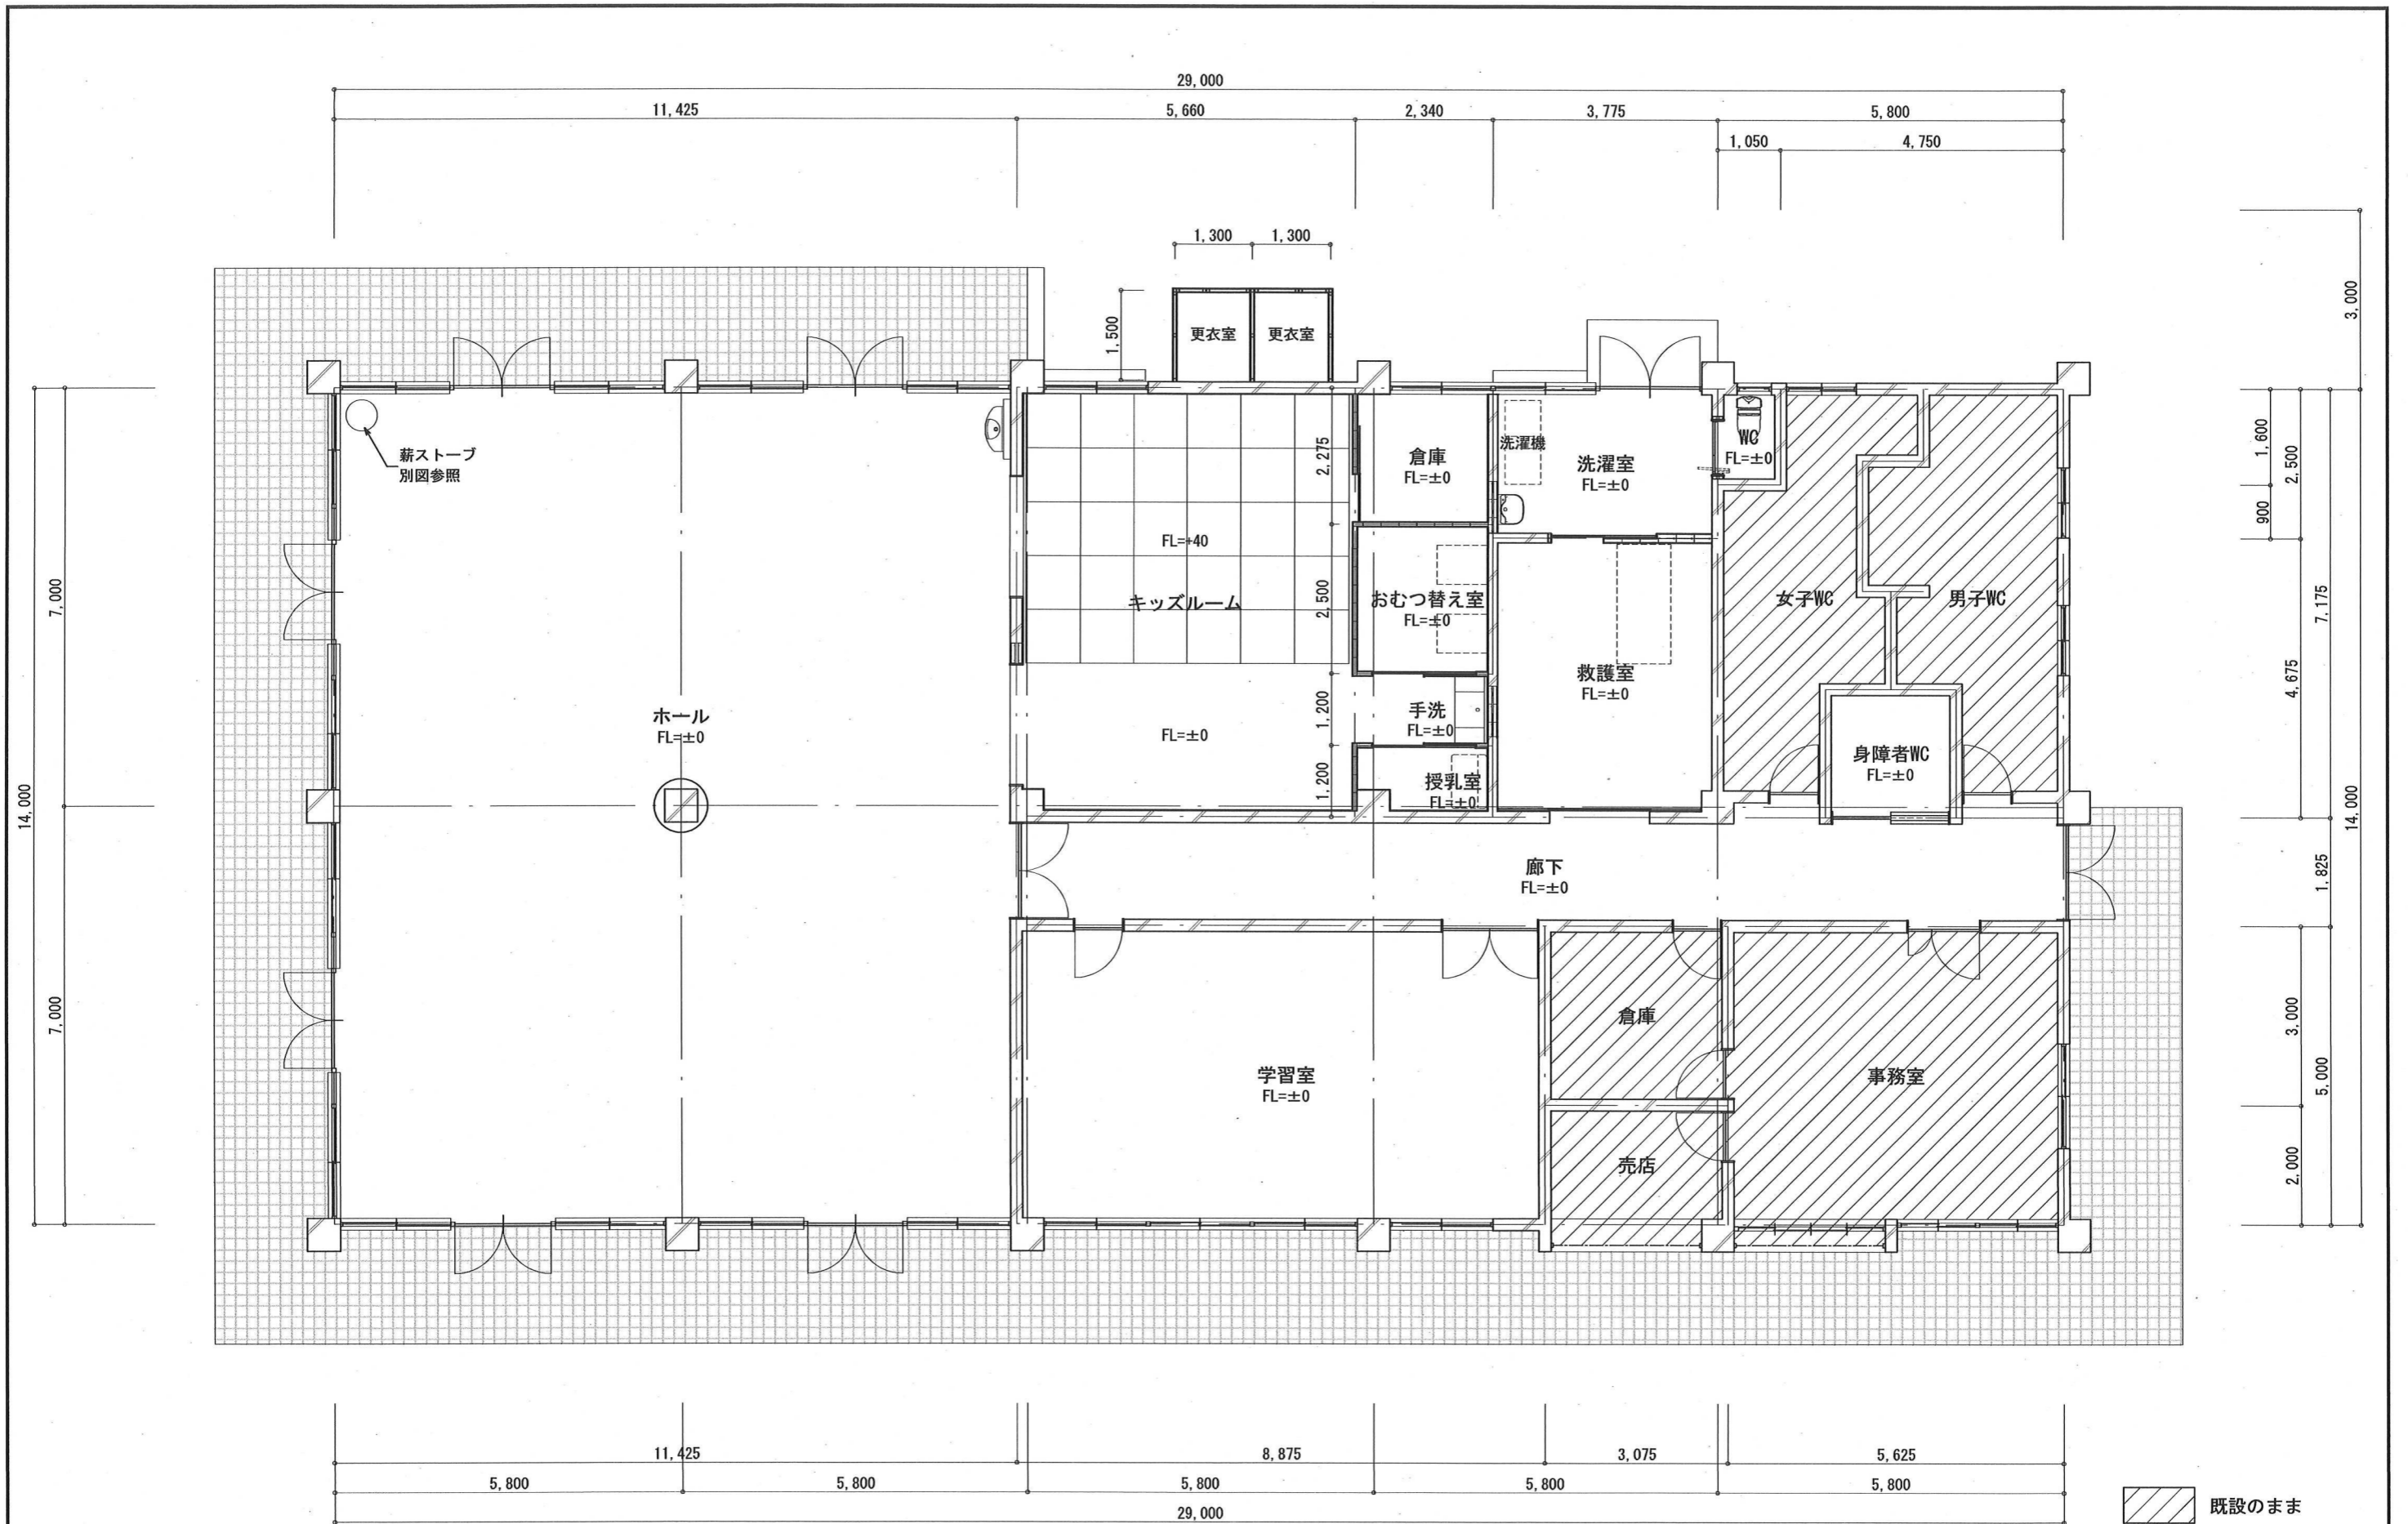 29,000
11,425
5,660
2,340
3,775
5,800
1,050
4,750
1,300
1,300
1,500
3,000
更衣室
更衣室
薪ストーブ
別図参照
洗濯機
WC
FL=±0
倉庫
FL=±0
洗濯室
FL=±0
2,275
1,600
2,500
900
FL=+40
キッズルーム
2,500
おむつ替え室
FL=±0
女子WC
男子WC
7,000
7,175
4,675
救護室
FL=±0
ホール
FL=±0
FL=±0
手洗
FL=±0
1,200
身障者WC
FL=±0
授乳室
FL=±0
1,200
14,000
14,000
廊下
FL=±0
1,825
7,000
倉庫
3,000
学習室
FL=±0
事務室
5,000
売店
2,000
11,425
8,875
3,075
5,625
5,800
5,800
5,800
5,800
5,800
29,000
既設のまま